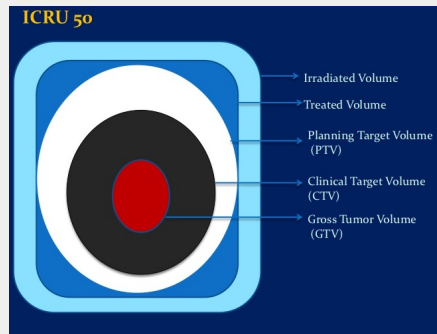 ICRU 50
Irradiated Volume
Treated Volume
Planning Target Volume
(PTV)
Clinical Target Volume
(CTV)
Gross Tumor Volume
(GTV)